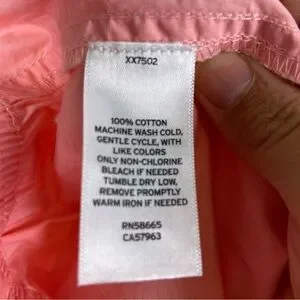 XX7502
100% COTTON
MACHINE WASH COLD,
GENTLE CYCLE, WITH
LIKE COLORS
ONLY NON-CHLORINE
BLEACH IF NEEDED
TUMBLE DRY LOW,
REMOVE PROMPTLY
WARM IRON IF NEEDED
RN58665
CA57963